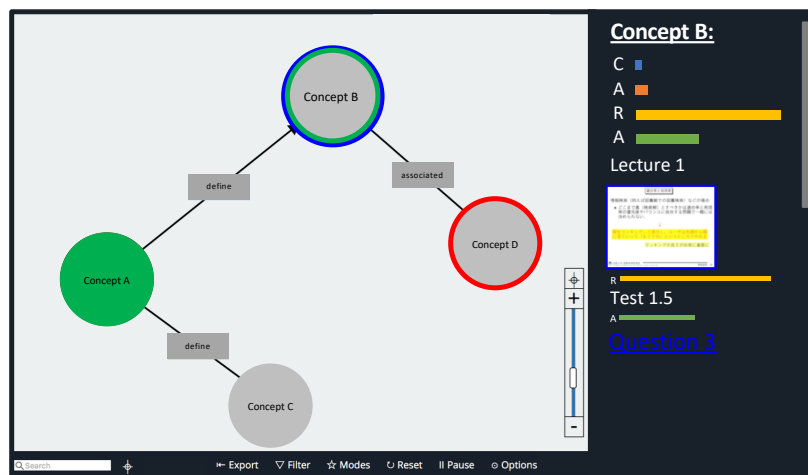 Concept B
define
associated
Concept D
Concept A
define
Concept C
+
-
Search
Export
Filter
Modes
Reset
Pause
Options
Concept B:
C
A
R
A
Lecture 1
R
Test 1.5
A
Question 3